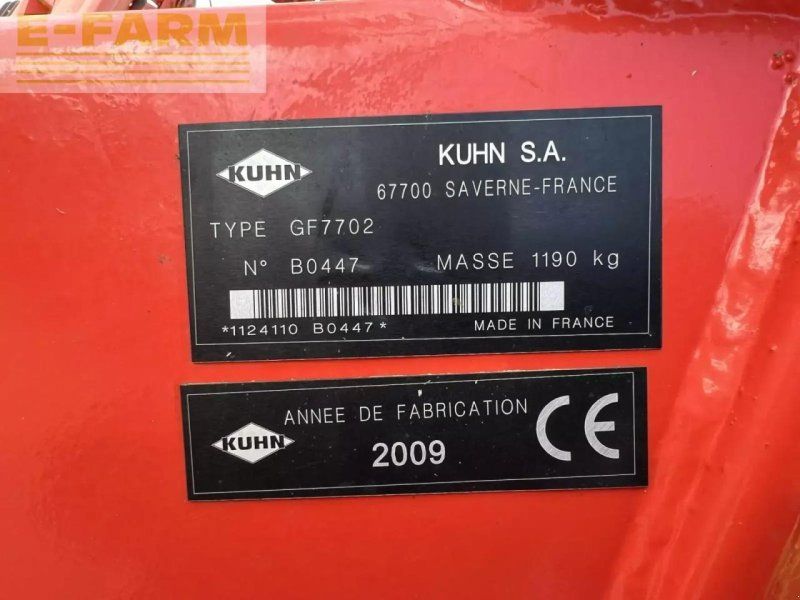 E-FARM
KUHN
KUHN S.A.
67700 SAVERNE-FRANCE
TYPE GF7702
N° B0447 MASSE 1190 kg
*1124110 B0447*
MADE IN FRANCE
KUHN
ANNEE DE FABRICATION
2009
CE